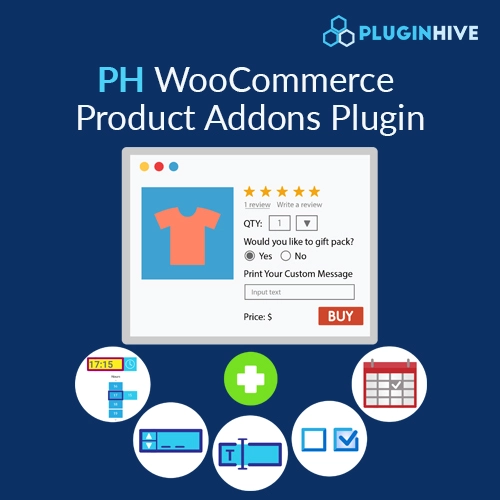 PLUGINHIVE
PH WooCommerce
Product Addons Plugin
1 review Write a review
QTY: 1
Would you like to gift pack?
Yes No
Print Your Custom Message
Input text
Price: $ BUY
17:15
T